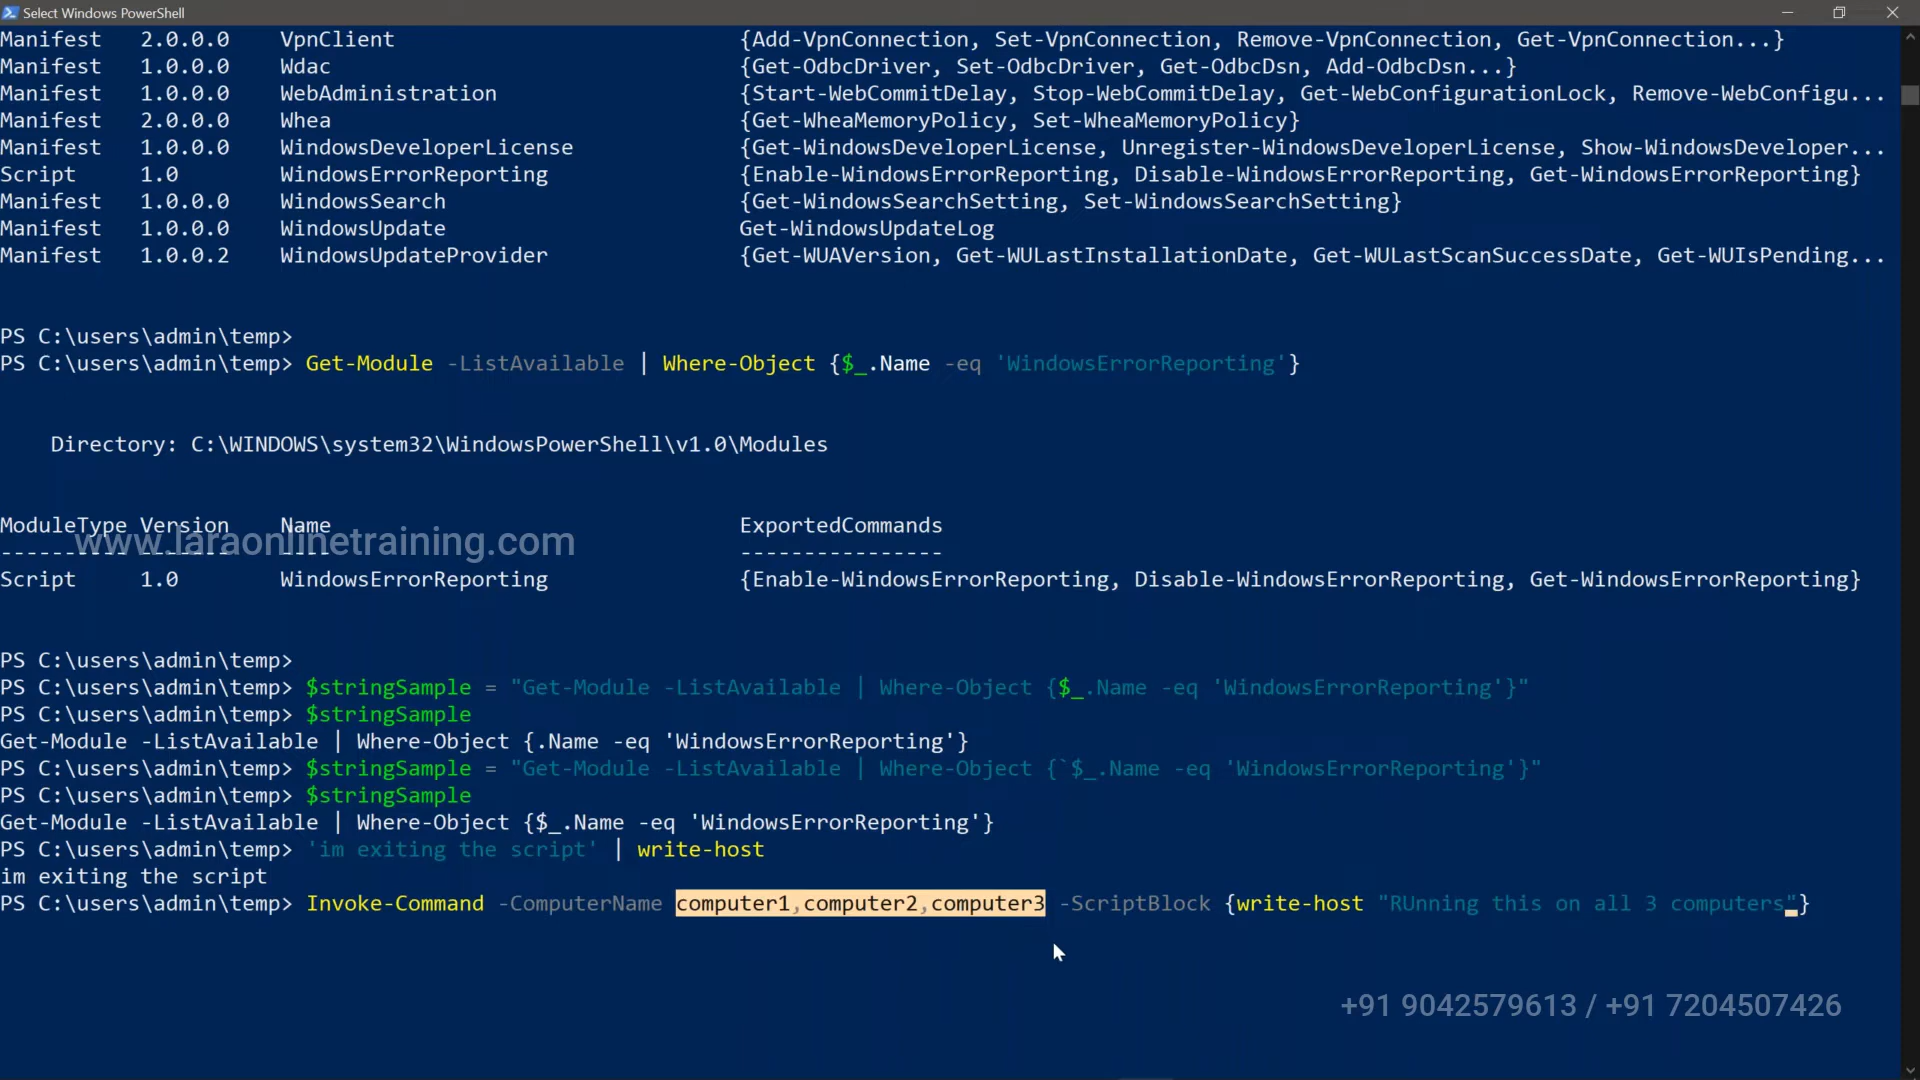 Select Windows PowerShell
Manifest 2.0.0.0 VpnClient {Add-VpnConnection, Set-VpnConnection, Remove-VpnConnection, Get-VpnConnection...}
Manifest 1.0.0.0 Wdac {Get-OdbcDriver, Set-OdbcDriver, Get-OdbcDsn, Add-OdbcDsn...}
Manifest 1.0.0.0 WebAdministration {Start-WebCommitDelay, Stop-WebCommitDelay, Get-WebConfigurationLock, Remove-WebConfigu...
Manifest 2.0.0.0 Whea {Get-WheaMemoryPolicy, Set-WheaMemoryPolicy}
Manifest 1.0.0.0 WindowsDeveloperLicense {Get-WindowsDeveloperLicense, Unregister-WindowsDeveloperLicense, Show-WindowsDeveloper...
Script 1.0 WindowsErrorReporting {Enable-WindowsErrorReporting, Disable-WindowsErrorReporting, Get-WindowsErrorReporting}
Manifest 1.0.0.0 WindowsSearch {Get-WindowsSearchSetting, Set-WindowsSearchSetting}
Manifest 1.0.0.0 WindowsUpdate Get-WindowsUpdateLog
Manifest 1.0.0.2 WindowsUpdateProvider {Get-WUAVersion, Get-WULastInstallationDate, Get-WULastScanSuccessDate, Get-WUIsPending...
PS C:\users\admin\temp>
PS C:\users\admin\temp> Get-Module -ListAvailable | Where-Object {$_.Name -eq 'WindowsErrorReporting'}
Directory: C:\WINDOWS\system32\WindowsPowerShell\v1.0\Modules
ModuleType Version Name ExportedCommands
www.laraonlinetraining.com
---------- ------- ---- ----------------
Script 1.0 WindowsErrorReporting {Enable-WindowsErrorReporting, Disable-WindowsErrorReporting, Get-WindowsErrorReporting}
PS C:\users\admin\temp>
PS C:\users\admin\temp> $stringSample = "Get-Module -ListAvailable | Where-Object {$_.Name -eq 'WindowsErrorReporting'}"
PS C:\users\admin\temp> $stringSample
Get-Module -ListAvailable | Where-Object {.Name -eq 'WindowsErrorReporting'}
PS C:\users\admin\temp> $stringSample = "Get-Module -ListAvailable | Where-Object {`$_.Name -eq 'WindowsErrorReporting'}"
PS C:\users\admin\temp> $stringSample
Get-Module -ListAvailable | Where-Object {$_.Name -eq 'WindowsErrorReporting'}
PS C:\users\admin\temp> 'im exiting the script' | write-host
im exiting the script
PS C:\users\admin\temp> Invoke-Command -ComputerName computer1,computer2,computer3 -ScriptBlock {write-host "RUnning this on all 3 computers"}
+91 9042579613 / +91 7204507426